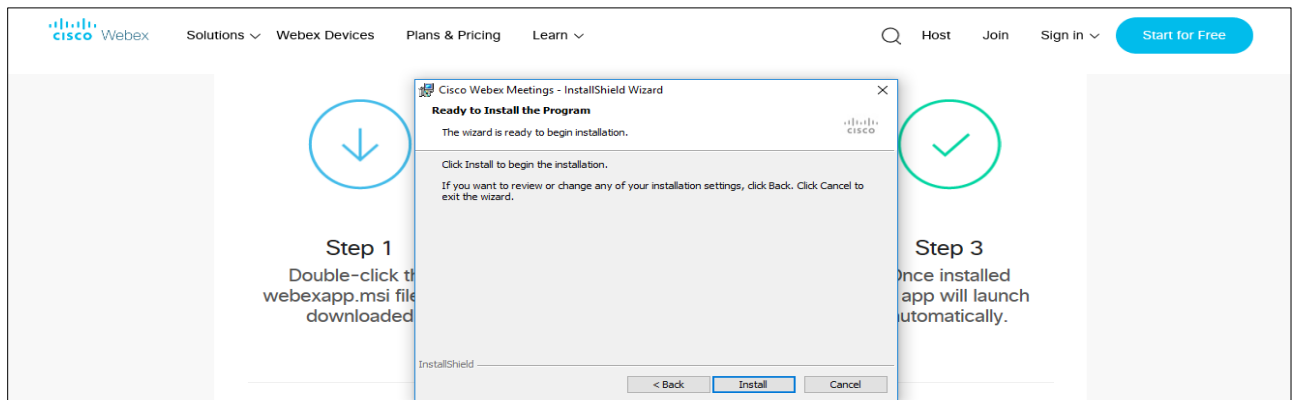 CISCO Webex Solutions Webex Devices Plans & Pricing Learn Host Join Sign in Start for Free
Cisco Webex Meetings - InstallShield Wizard
Ready to Install the Program
The wizard is ready to begin installation.
CISCO
Click Install to begin the installation.
If you want to review or change any of your installation settings, click Back. Click Cancel to
exit the wizard.
InstallShield
< Back Install Cancel
Step 1
Double-click
webexapp.msi
downloaded
Step 3
installed
app will launch